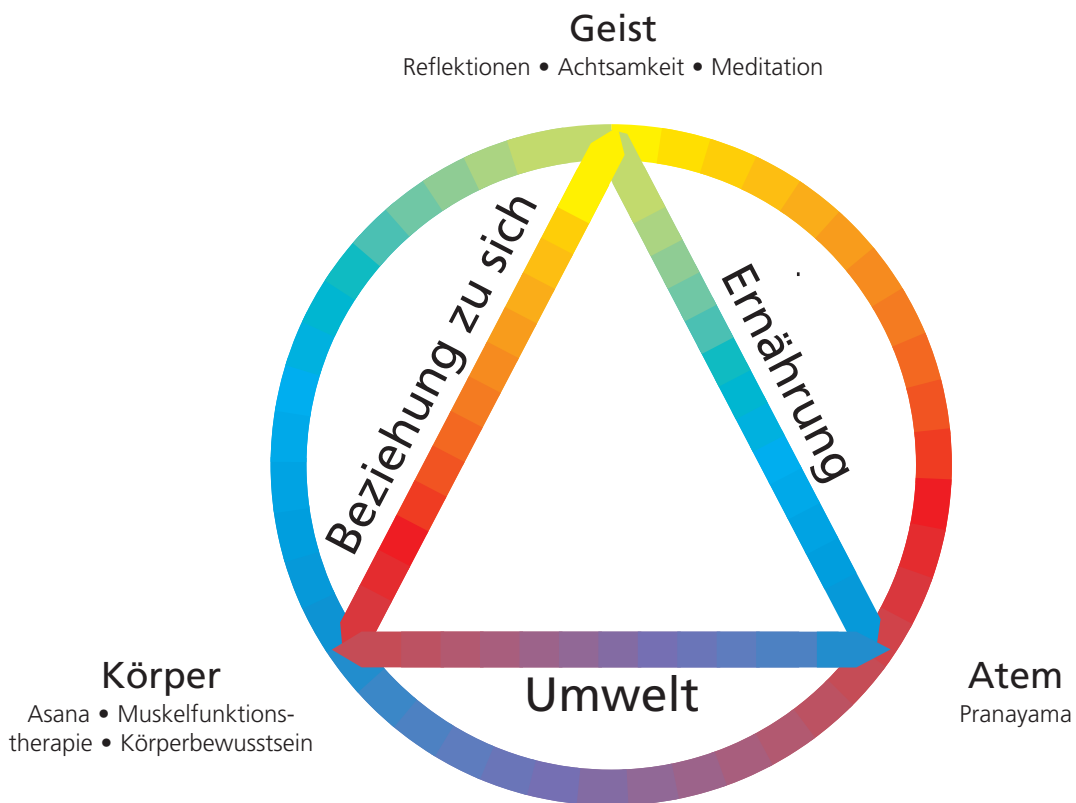 Geist
Reflektionen • Achtsamkeit • Meditation
Beziehung zu sich
Ernährung
Umwelt
Körper
Asana • Muskelfunktions-
therapie • Körperbewusstsein
Atem
Pranayama